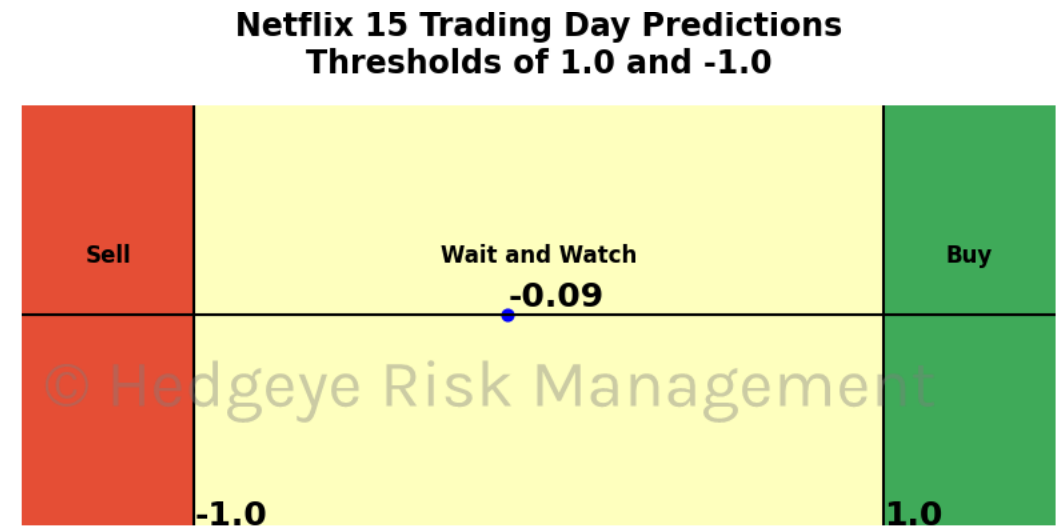 Netflix 15 Trading Day Predictions
Thresholds of 1.0 and -1.0
Sell
Wait and Watch
Buy
-0.09
© Hedgeye Risk Management
-1.0
1.0